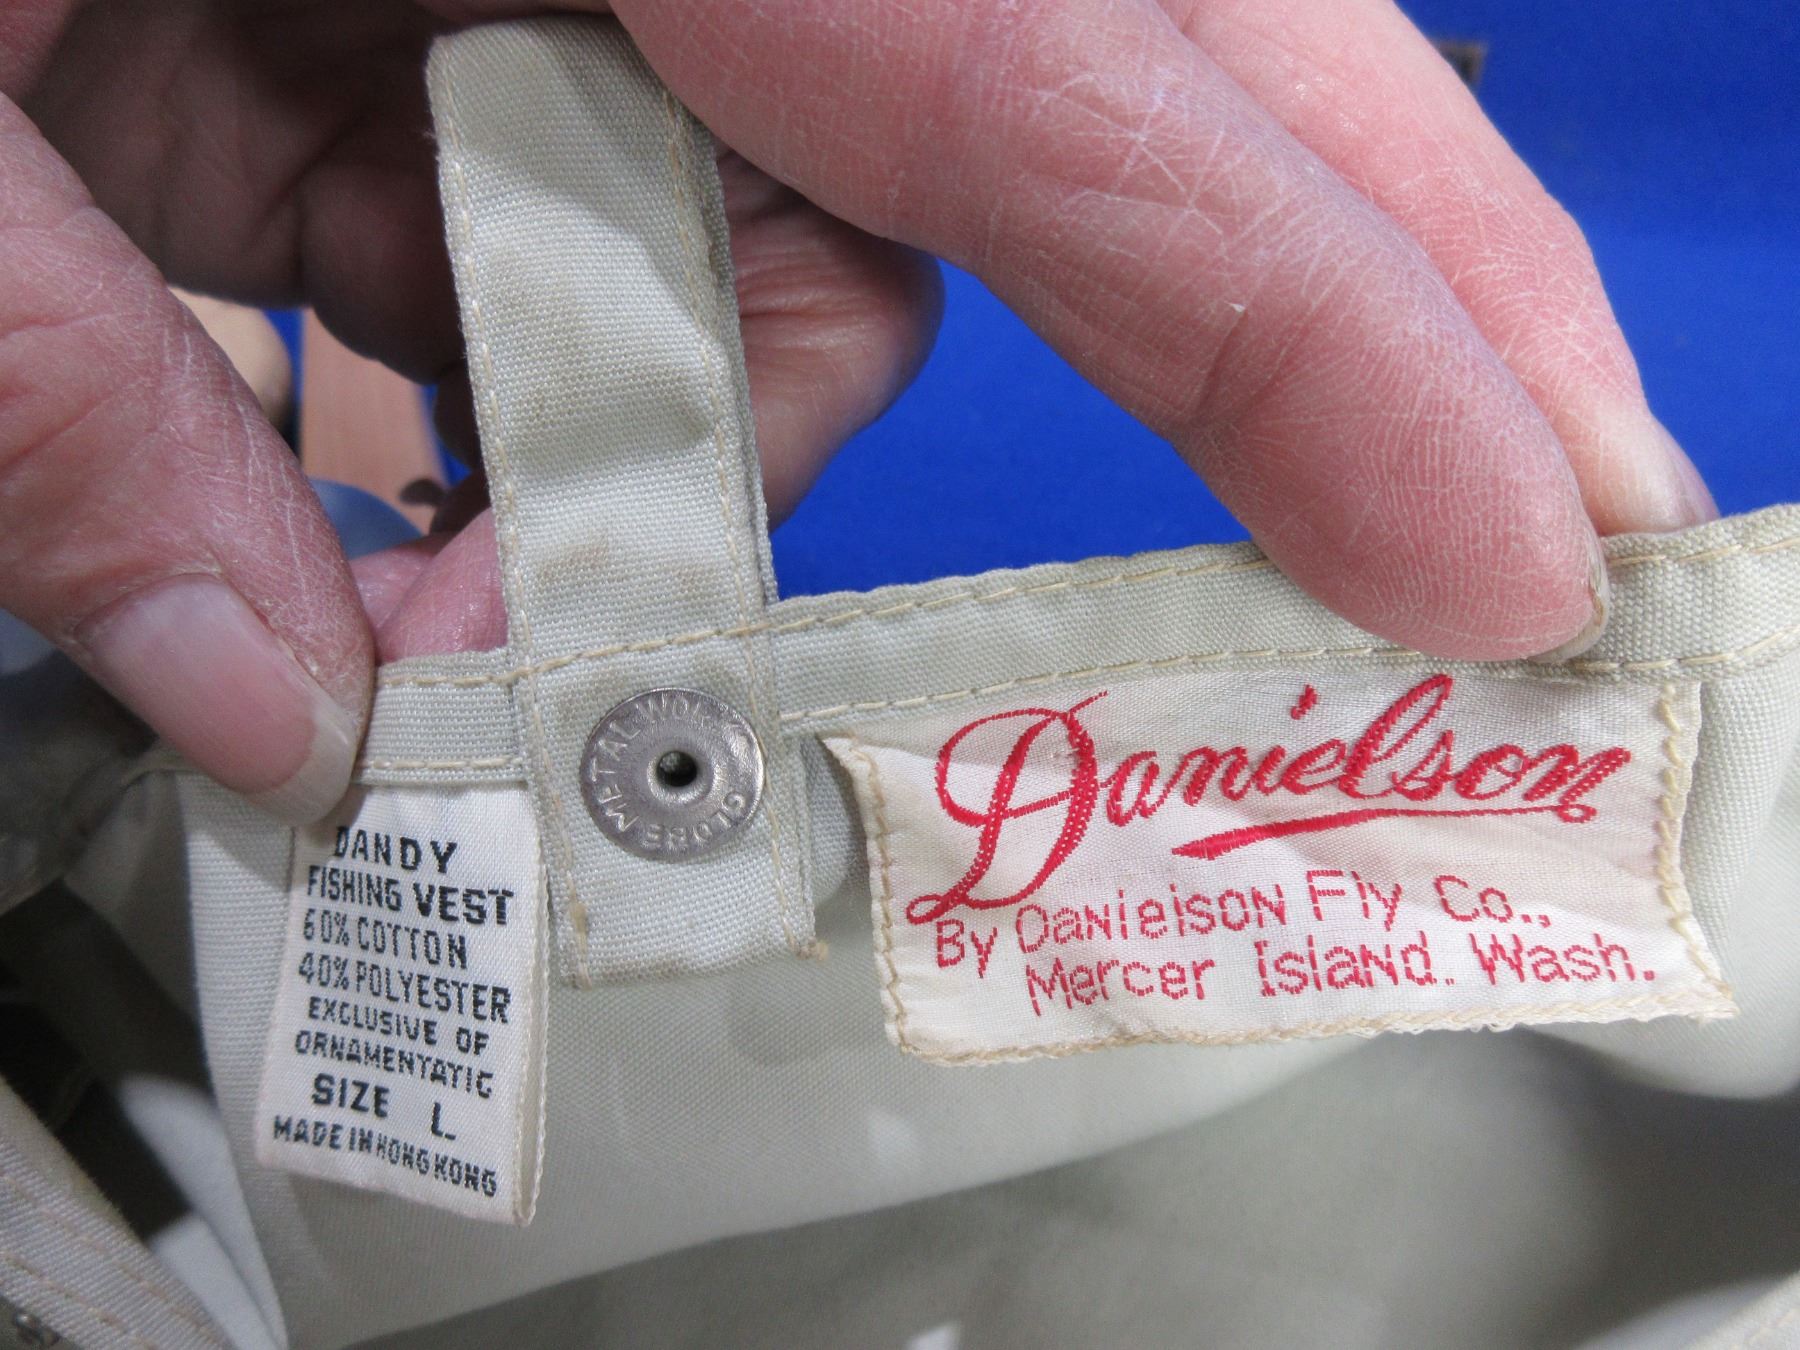 DANDY
FISHING VEST
60% COTTON
40% POLYESTER
EXCLUSIVE OF
ORNAMENTATIC
SIZE L
MADE IN HONG KONG
GLOBE METAL WORK
Danielson
By Danielson Fly Co.,
Mercer Island. Wash.